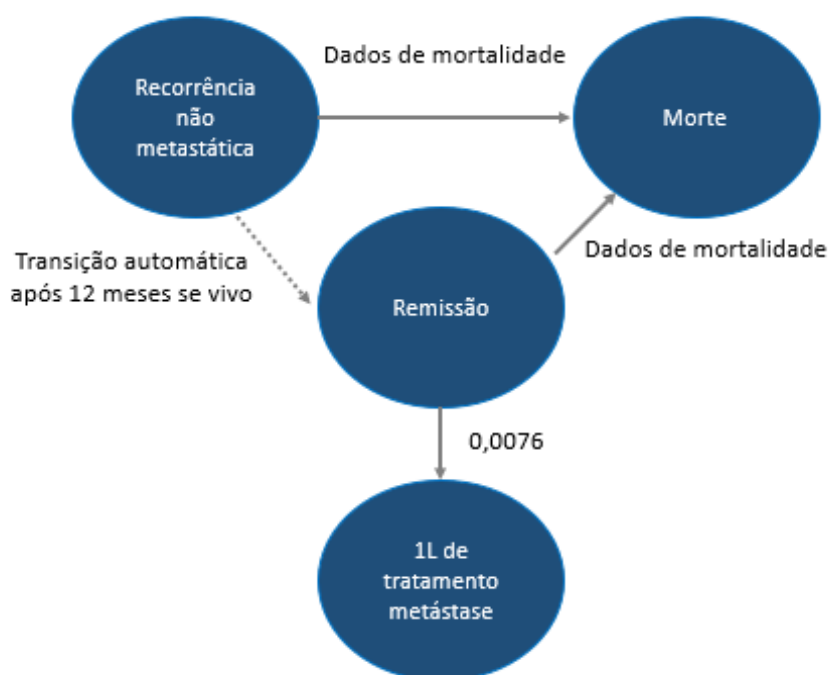 Dados de mortalidade
Recorrência
não
metastática
Morte
Transição automática
após 12 meses se vivo
Dados de mortalidade
Remissão
0,0076
1L de
tratamento
metástase